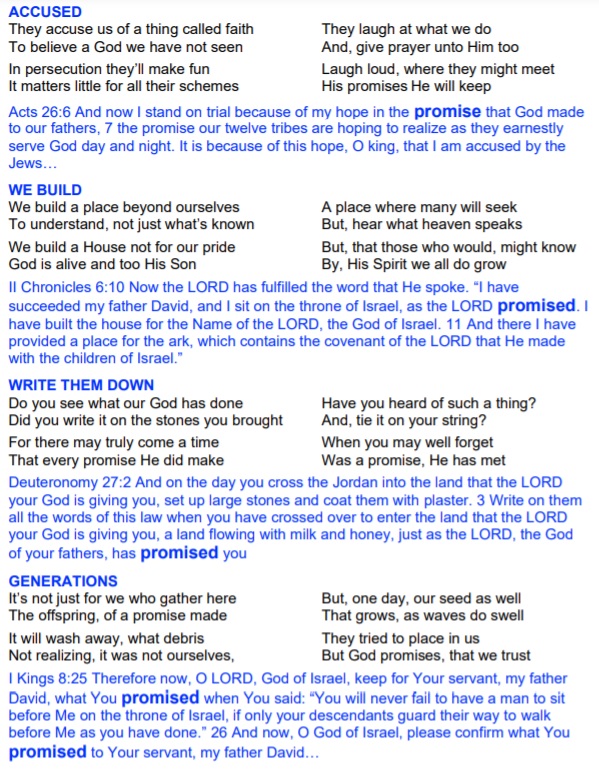 ACCUSED
They accuse us of a thing called faith They laugh at what we do
To believe a God we have not seen And, give prayer unto Him too
In persecution they'll make fun Laugh loud, where they might meet
It matters little for all their schemes His promises He will keep
Acts 26:6 And now I stand on trial because of my hope in the promise that God made
to our fathers, 7 the promise our twelve tribes are hoping to realize as they earnestly
serve God day and night. It is because of this hope, O king, that I am accused by the
Jews…
WE BUILD
We build a place beyond ourselves A place where many will seek
To understand, not just what's known But, hear what heaven speaks
We build a House not for our pride But, that those who would, might know
God is alive and too His Son By, His Spirit we all do grow
II Chronicles 6:10 Now the LORD has fulfilled the word that He spoke. “I have
succeeded my father David, and I sit on the throne of Israel, as the LORD promised. I
have built the house for the Name of the LORD, the God of Israel. 11 And there I have
provided a place for the ark, which contains the covenant of the LORD that He made
with the children of Israel.”
WRITE THEM DOWN
Do you see what our God has done Have you heard of such a thing?
Did you write it on the stones you brought And, tie it on your string?
For there may truly come a time When you may well forget
That every promise He did make Was a promise, He has met
Deuteronomy 27:2 And on the day you cross the Jordan into the land that the LORD
your God is giving you, set up large stones and coat them with plaster. 3 Write on them
all the words of this law when you have crossed over to enter the land that the LORD
your God is giving you, a land flowing with milk and honey, just as the LORD, the God
of your fathers, has promised you
GENERATIONS
It's not just for we who gather here But, one day, our seed as well
The offspring, of a promise made That grows, as waves do swell
It will wash away, what debris They tried to place in us
Not realizing, it was not ourselves, But God promises, that we trust
I Kings 8:25 Therefore now, O LORD, God of Israel, keep for Your servant, my father
David, what You promised when You said: “You will never fail to have a man to sit
before Me on the throne of Israel, if only your descendants guard their way to walk
before Me as you have done.” 26 And now, O God of Israel, please confirm what You
promised to Your servant, my father David…